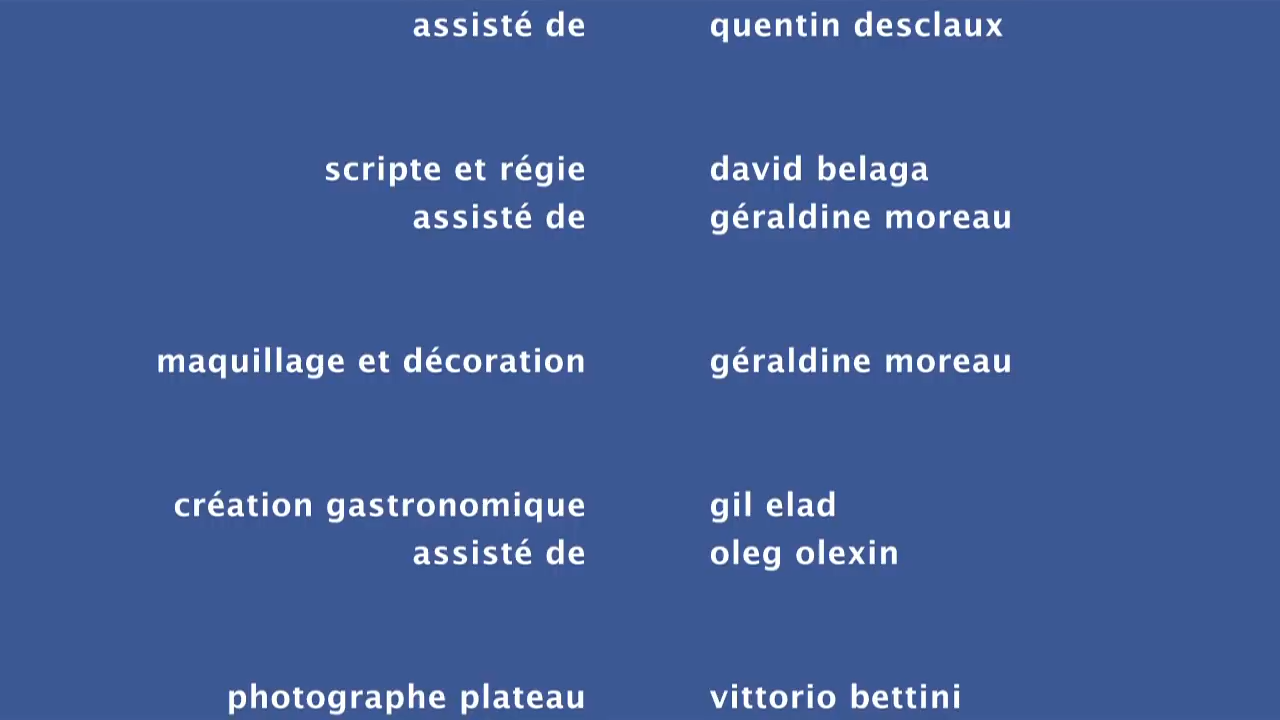 assisté de quentin desclaux
scripte et régie david belaga
assisté de géraldine moreau
maquillage et décoration géraldine moreau
création gastronomique gil elad
assisté de oleg olexin
photographe plateau vittorio bettini